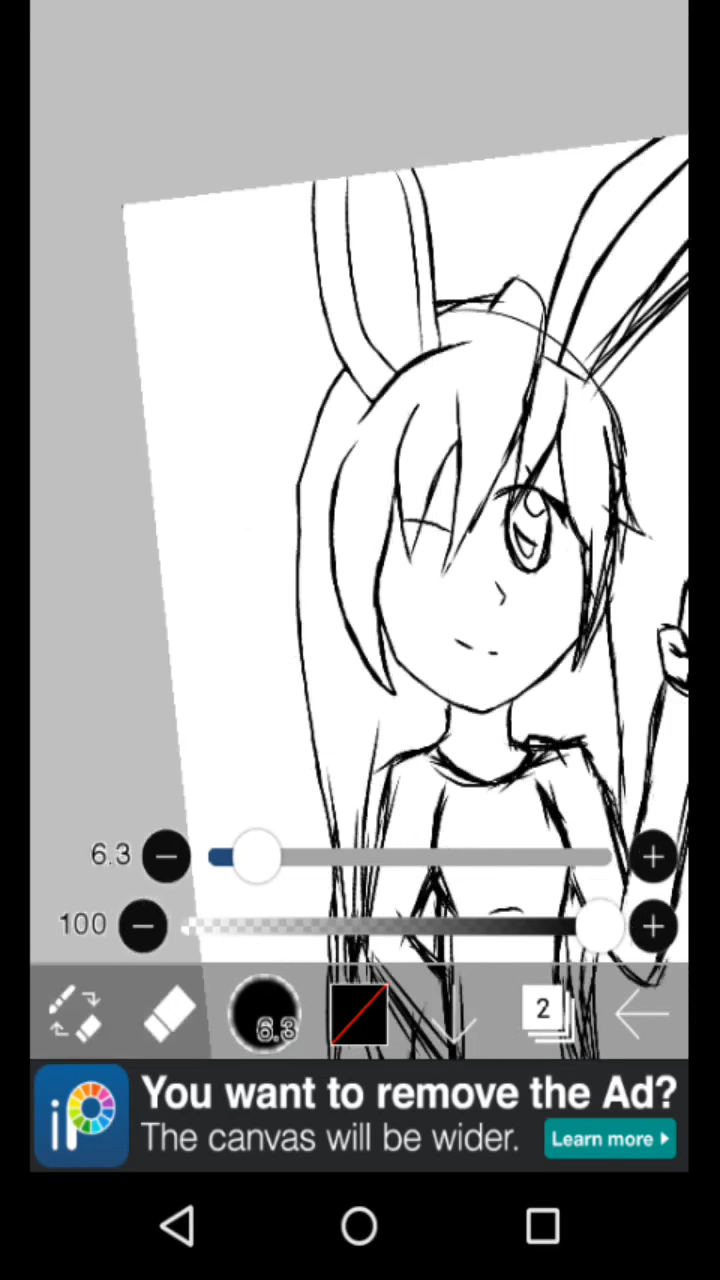 6.3
100
6.3
2
iP
You want to remove the Ad?
The canvas will be wider.
Learn more